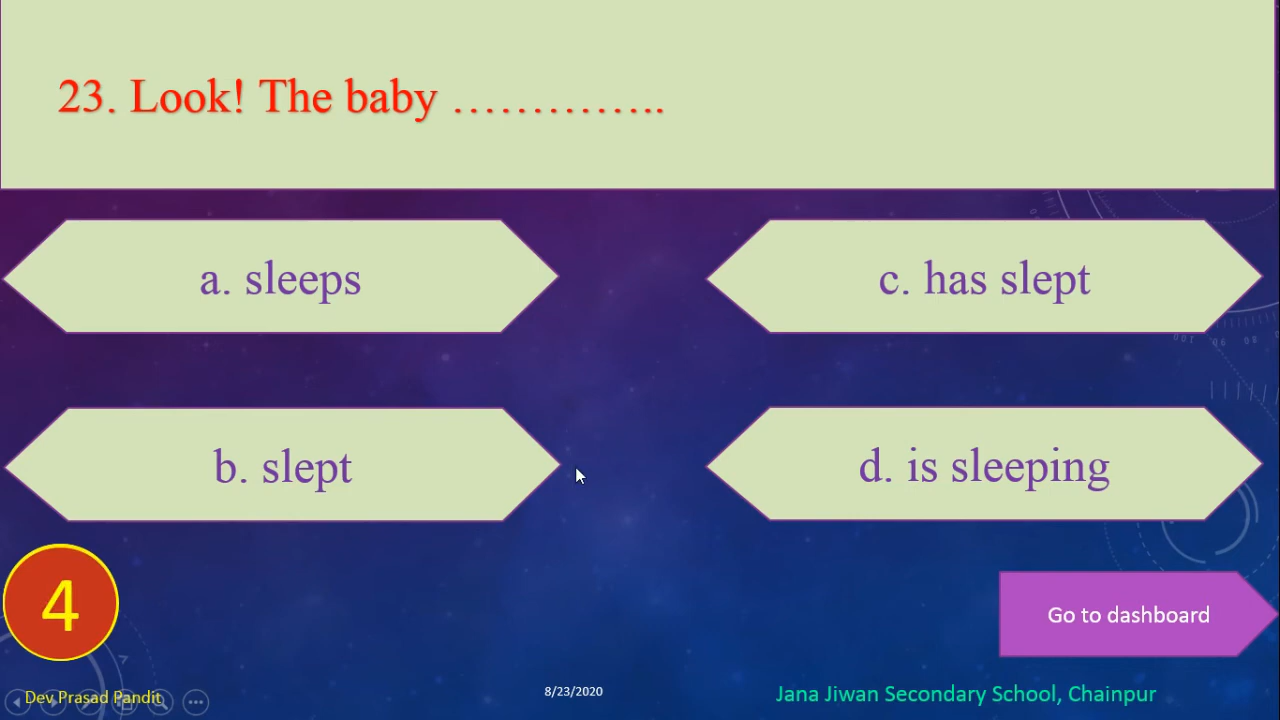 23. Look! The baby …………..
a. sleeps
c. has slept
b. slept
d. is sleeping
4
Go to dashboard
Dev Prasad Pandit
8/23/2020
Jana Jiwan Secondary School, Chainpur